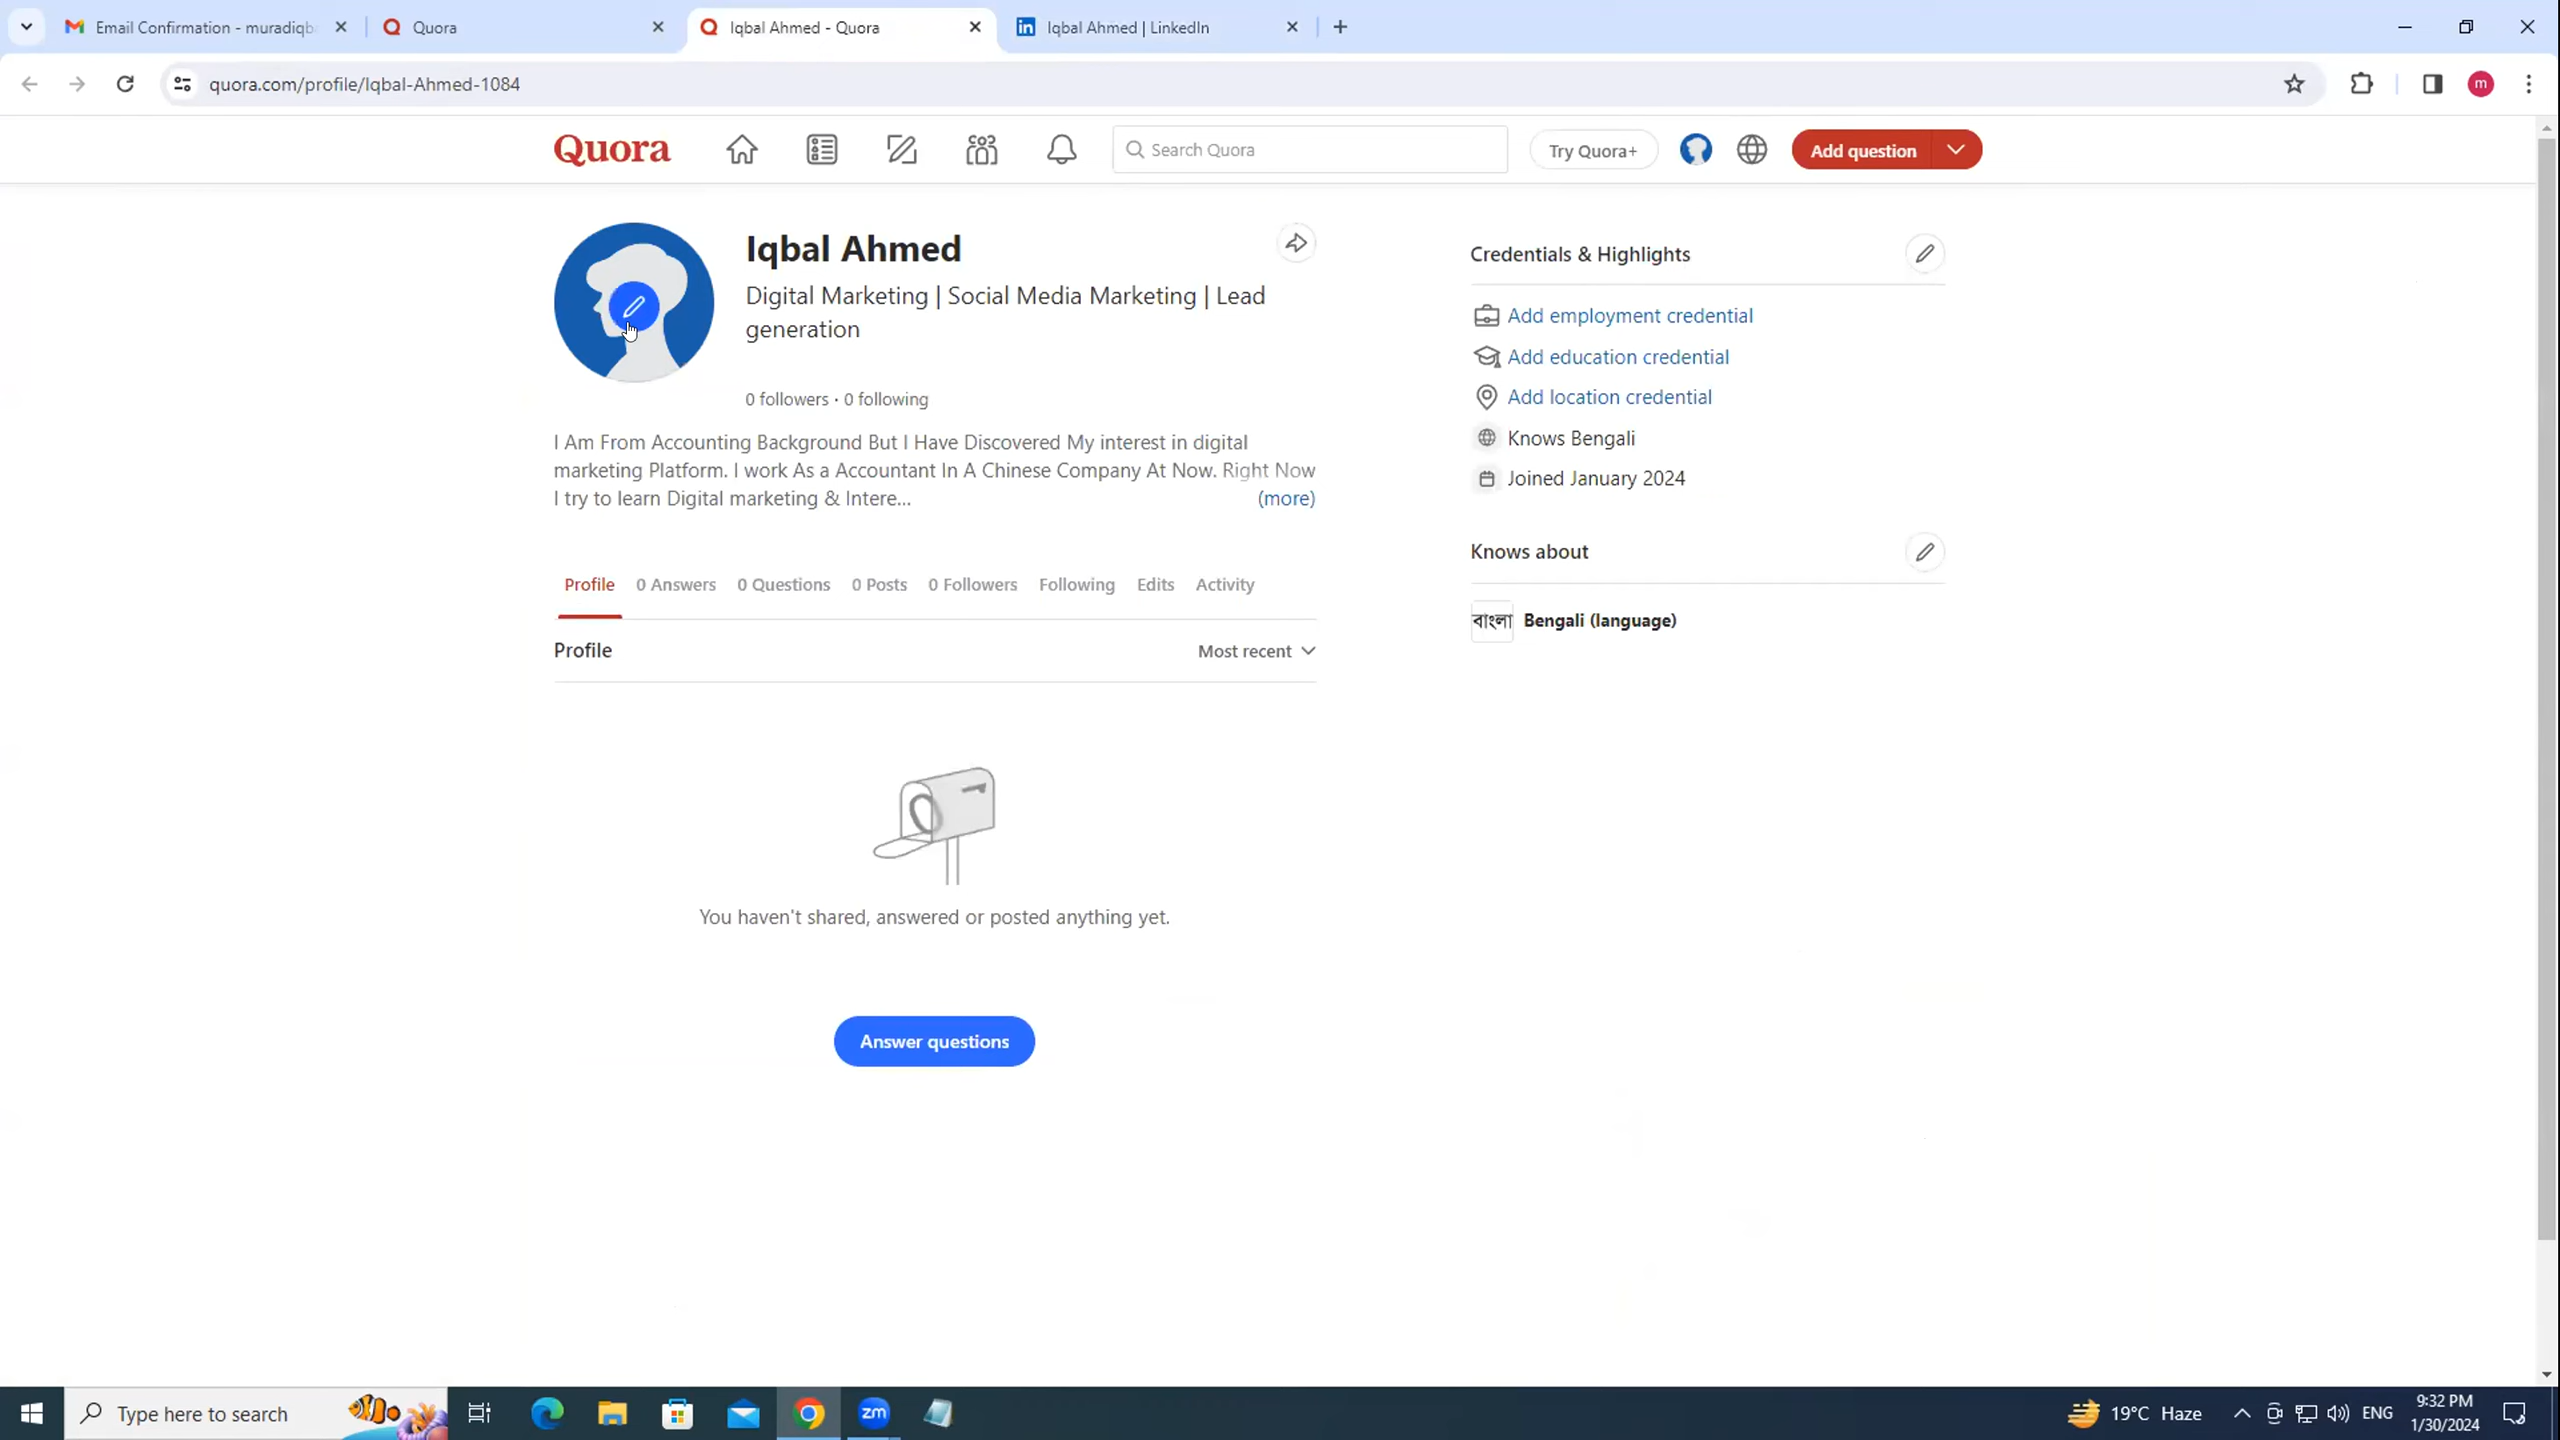 Email Confirmation - muradiqb
Quora
Iqbal Ahmed - Quora
Iqbal Ahmed | LinkedIn
quora.com/profile/Iqbal-Ahmed-1084
m
Quora
Search Quora
Try Quora+
Add question
Iqbal Ahmed
Digital Marketing | Social Media Marketing | Lead
generation
0 followers · 0 following
I Am From Accounting Background But I Have Discovered My interest in digital
marketing Platform. I work As a Accountant In A Chinese Company At Now. Right Now
I try to learn Digital marketing & Intere...
(more)
Profile
0 Answers
0 Questions
0 Posts
0 Followers
Following
Edits
Activity
Profile
Most recent
You haven't shared, answered or posted anything yet.
Answer questions
Credentials & Highlights
Add employment credential
Add education credential
Add location credential
Knows Bengali
Joined January 2024
Knows about
বাংলা Bengali (language)
Type here to search
zm
19°C Haze
ENG
9:32 PM
1/30/2024